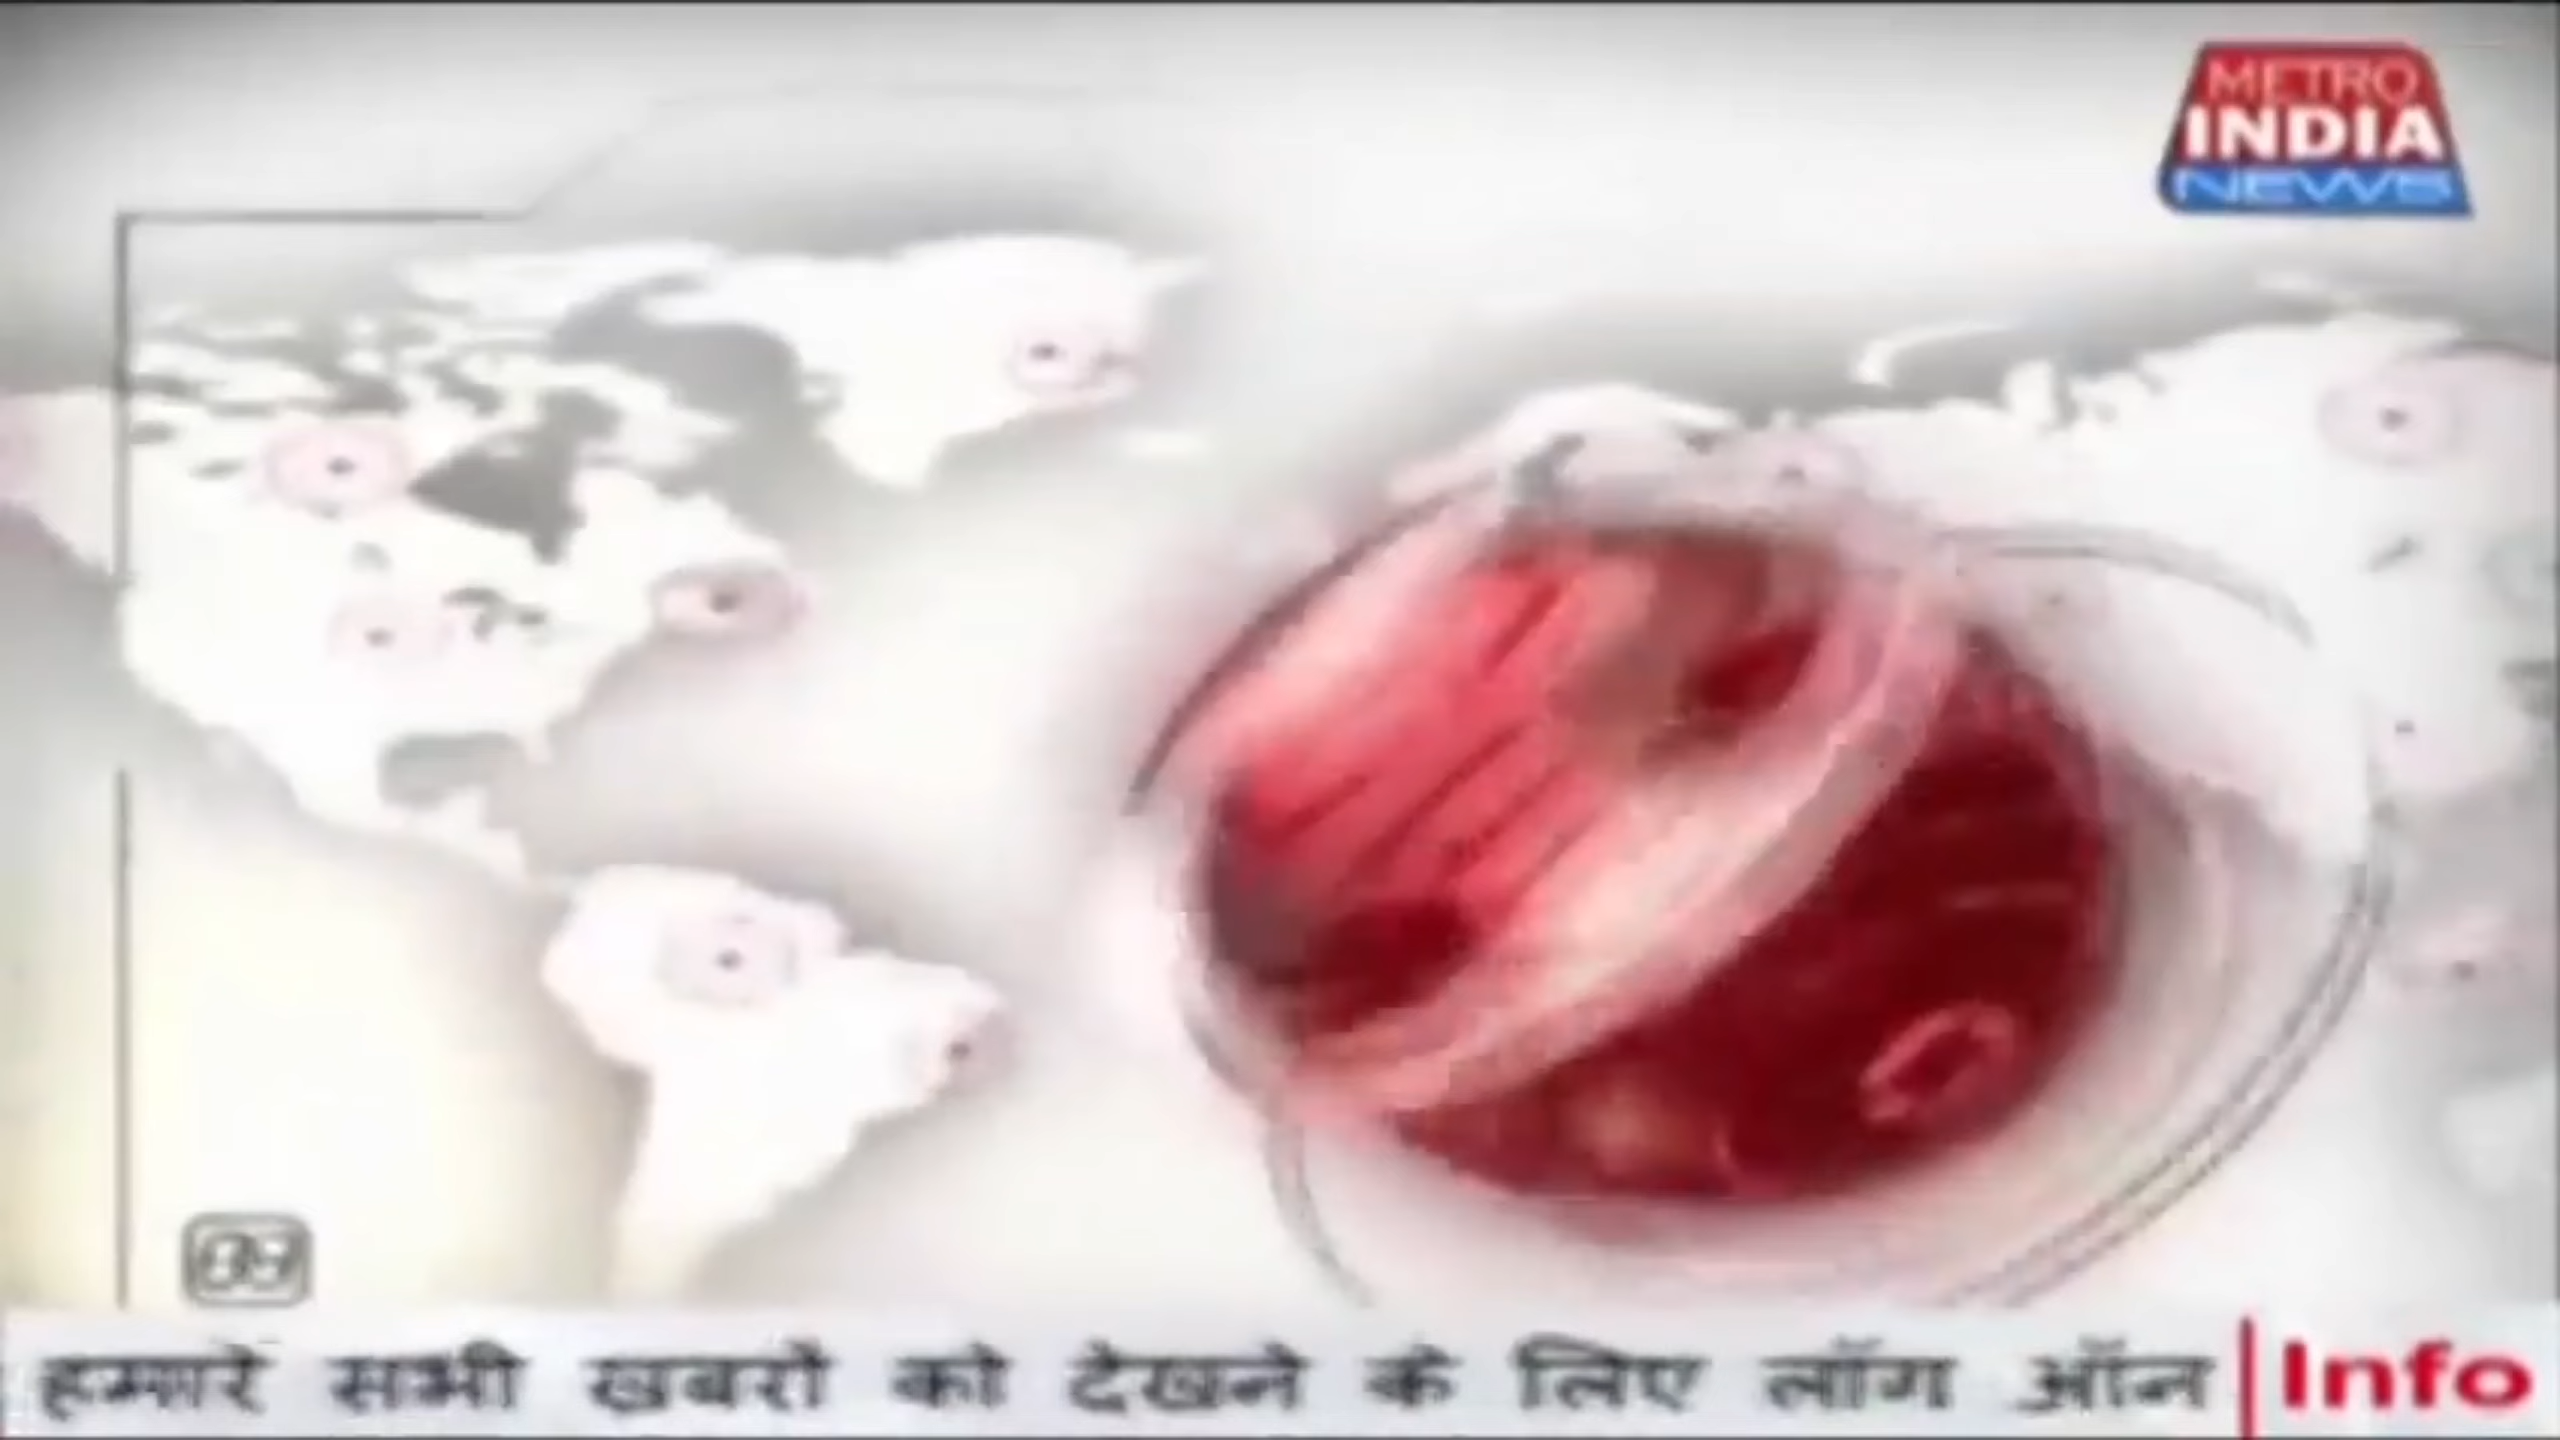 METRO
INDIA
NEWS
हमारे सभी खबरों को देखने के लिए लॉग ऑन
Info